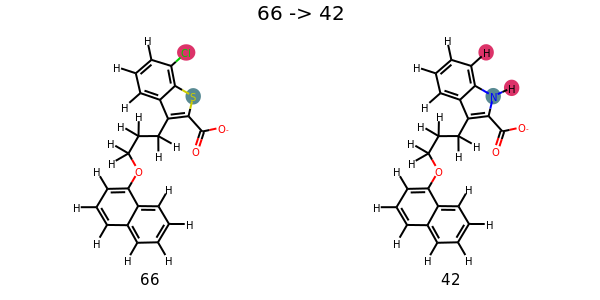 66 -> 42
H H
H S H N H
H H
H H O- H H O-
H H O H H O
H H H H
H O H H O H
H H H H
H H H H
H H H H
66 42